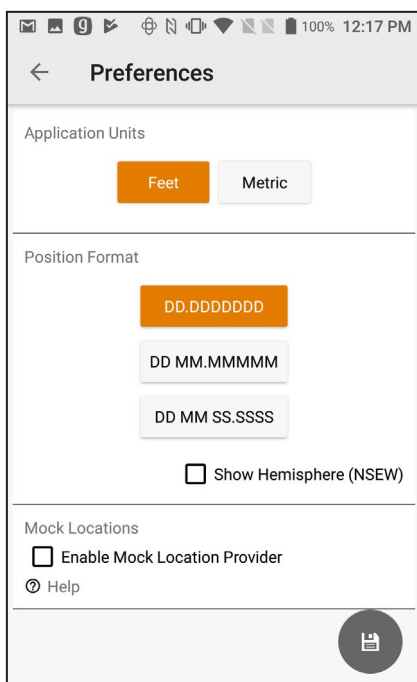 100% 12:17 PM
Preferences
Application Units
Feet Metric
Position Format
DD.DDDDDDD
DD MM.MMMMM
DD MM SS.SSSS
Show Hemisphere (NSEW)
Mock Locations
Enable Mock Location Provider
Help